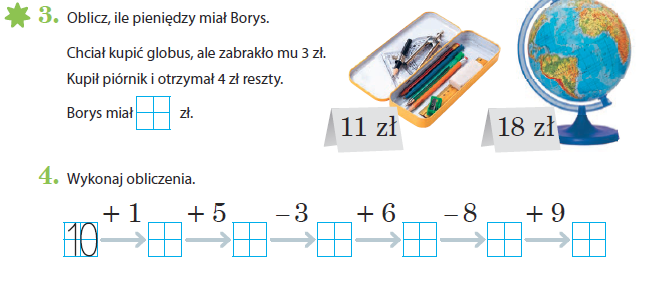 3. Oblicz, ile pieniędzy miał Borys.
Chciał kupić globus, ale zabrakło mu 3 zł.
Kupił piórnik i otrzymał 4 zł reszty.
Borys miał zł.
11 zł 18 zł
4. Wykonaj obliczenia.
+ 1 + 5 – 3 + 6 – 8 + 9
10